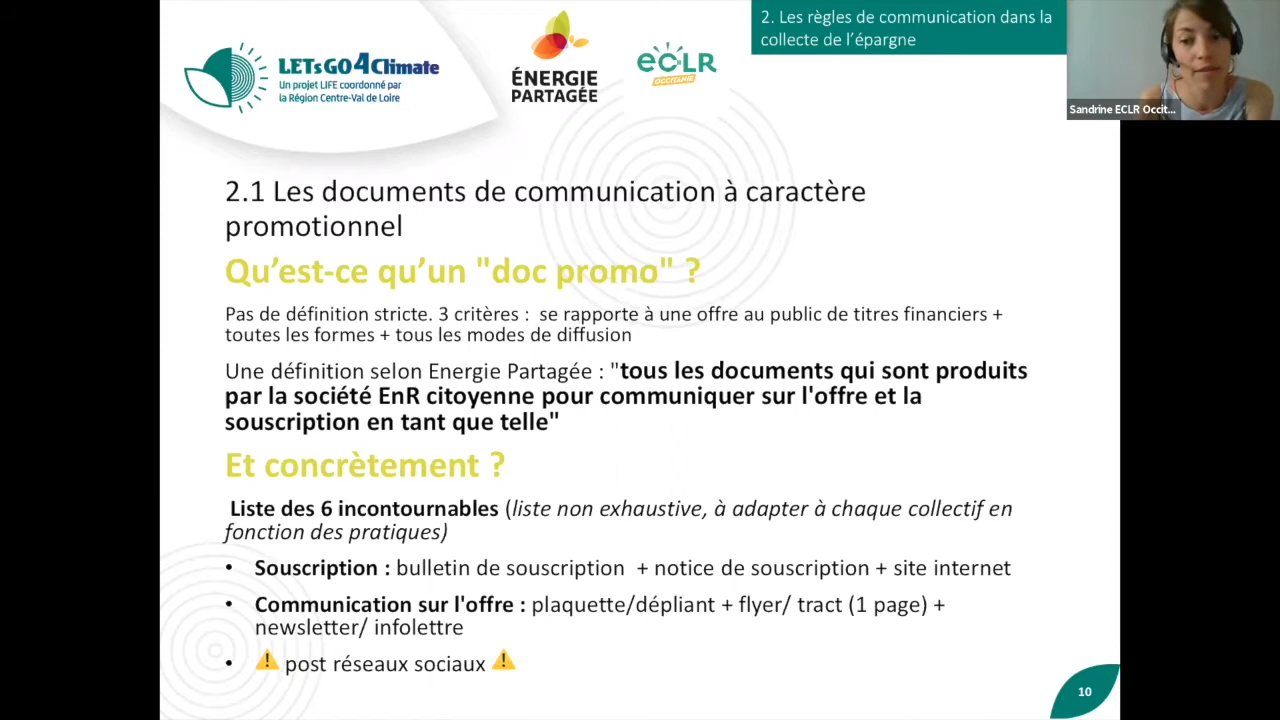 LETsGO4Climate
Un projet LIFE coordonné par
la Région Centre-Val de Loire
ÉNERGIE
PARTAGÉE
eCLR
OCCITANIE
2. Les règles de communication dans la
collecte de l'épargne
Sandrine ECLR Occit...
2.1 Les documents de communication à caractère
promotionnel
Qu'est-ce qu'un "doc promo" ?
Pas de définition stricte. 3 critères : se rapporte à une offre au public de titres financiers +
toutes les formes + tous les modes de diffusion
Une définition selon Energie Partagée : "tous les documents qui sont produits
par la société EnR citoyenne pour communiquer sur l'offre et la
souscription en tant que telle"
Et concrètement ?
Liste des 6 incontournables (liste non exhaustive, à adapter à chaque collectif en
fonction des pratiques)
• Souscription : bulletin de souscription + notice de souscription + site internet
• Communication sur l'offre : plaquette/dépliant + flyer/ tract (1 page) +
newsletter/ infolettre
• ⚠ post réseaux sociaux ⚠
10